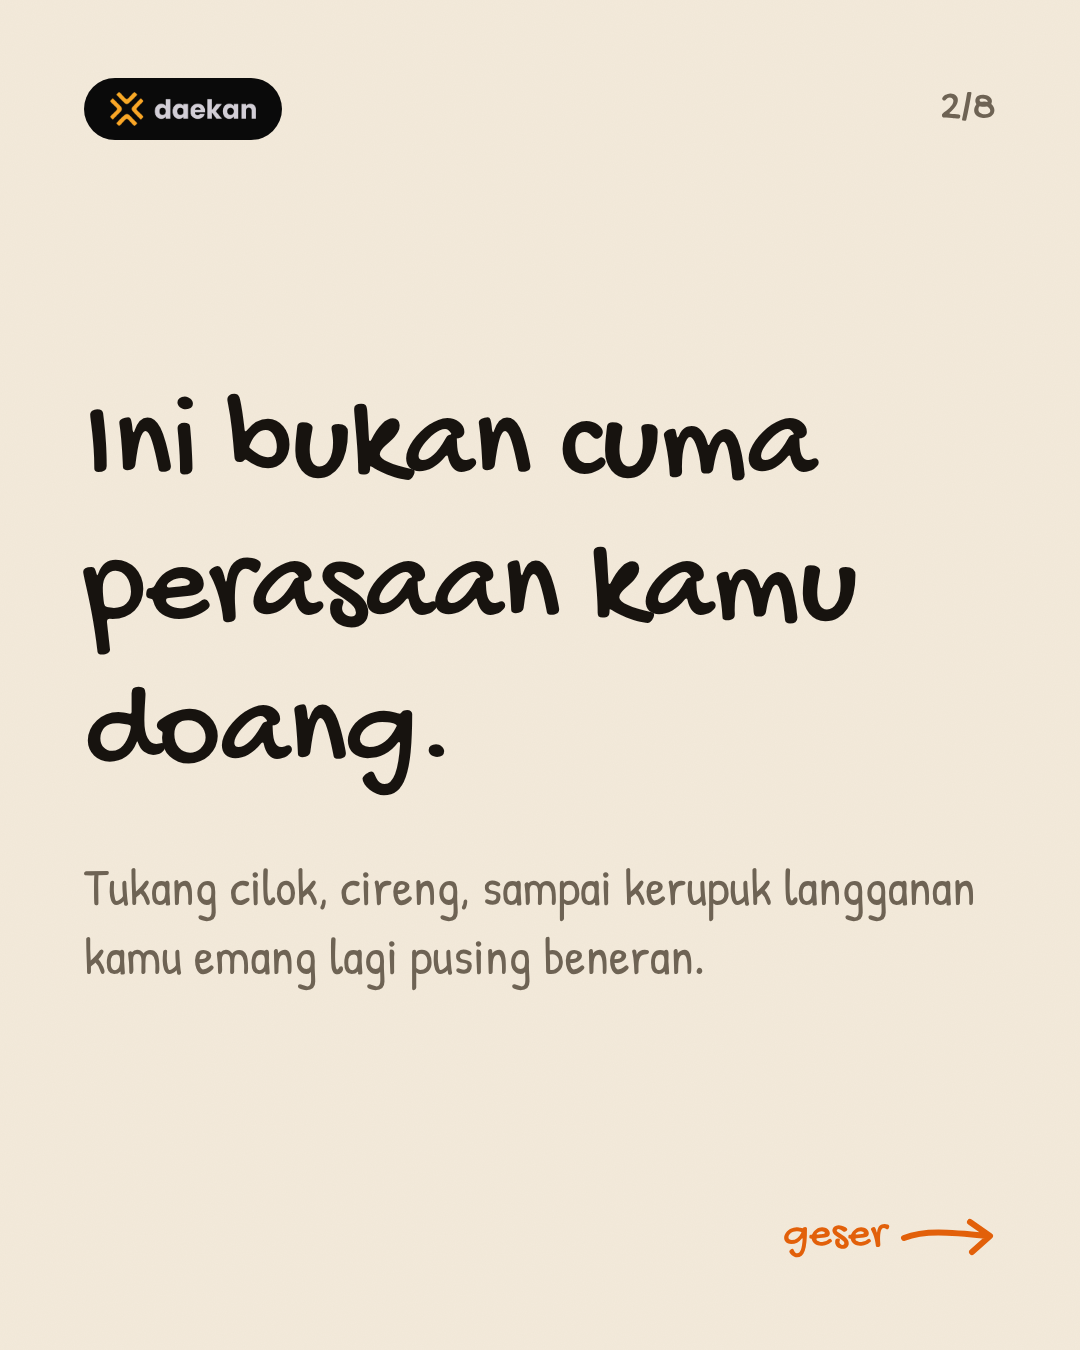 daekan
2/8
Ini bukan cuma
perasaan kamu
doang.
Tukang cilok, cireng, sampai kerupuk langganan
kamu emang lagi pusing beneran.
geser